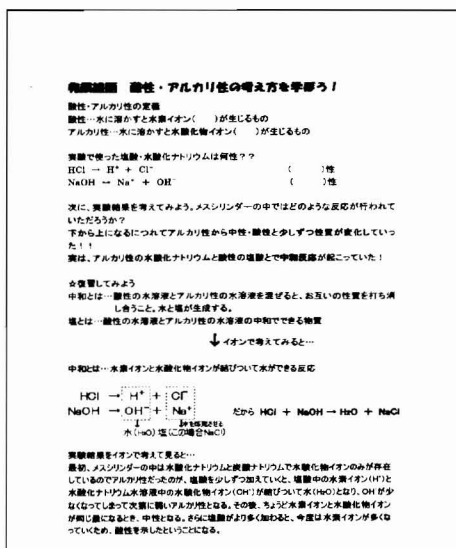 発展課題 酸性・アルカリ性の考え方を学ぼう！
酸性・アルカリ性の定義
酸性…水に溶かすと水素イオン(　　)が生じるもの
アルカリ性…水に溶かすと水酸化物イオン(　　)が生じるもの
実験で使った塩酸・水酸化ナトリウムは何性？？
HCl → H⁺ + Cl⁻ (　　)性
NaOH → Na⁺ + OH⁻ (　　)性
次に、実験結果を考えてみよう。メスシリンダーの中ではどのような反応が行われて
いただろうか？
下から上になるにつれてアルカリ性から中性・酸性と少しずつ性質が変化していっ
た！！
実は、アルカリ性の水酸化ナトリウムと酸性の塩酸とで中和反応が起こっていた！
☆復習してみよう
中和とは…酸性の水溶液とアルカリ性の水溶液を混ぜると、お互いの性質を打ち消
し合うこと。水と塩が生成する。
塩とは…酸性の水溶液とアルカリ性の水溶液の中和でできる物質
↓イオンで考えてみると…
中和とは…水素イオンと水酸化物イオンが結びついて水ができる反応
HCl → H⁺ + Cl⁻
NaOH → OH⁻ + Na⁺ だから HCl + NaOH → H₂O + NaCl
↓ ↓水を蒸発させると
水(H₂O) 塩(この場合NaCl)
実験結果をイオンで考えて見ると…
最初、メスシリンダーの中は水酸化ナトリウムと炭酸ナトリウムで水酸化物イオンのみが存在
しているのでアルカリ性だったのが、塩酸を少しずつ加えていくと、塩酸中の水素イオン(H⁺)と
水酸化ナトリウム水溶液中の水酸化物イオン(OH⁻)が結びついて水(H₂O)となり、OHが少
なくなってしまって次第に弱いアルカリ性となる。その後、ちょうど水素イオンと水酸化物イオン
が同じ量になるとき、中性となる。さらに塩酸がより多く加わると、今度は水素イオンが多くな
っていくため、酸性を示したということになる。